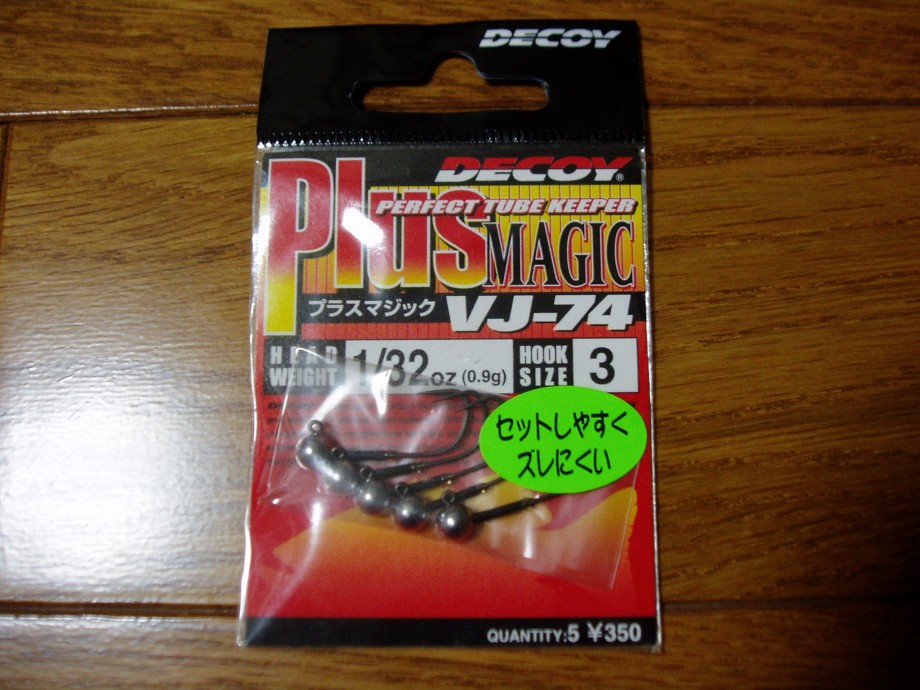 DECOY
DECOY®
Plus
PERFECT TUBE KEEPER
MAGIC
プラスマジック VJ-74
HEAD WEIGHT 1/32oz (0.9g) HOOK SIZE 3
セットしやすく
ズレにくい
QUANTITY:5 ¥350